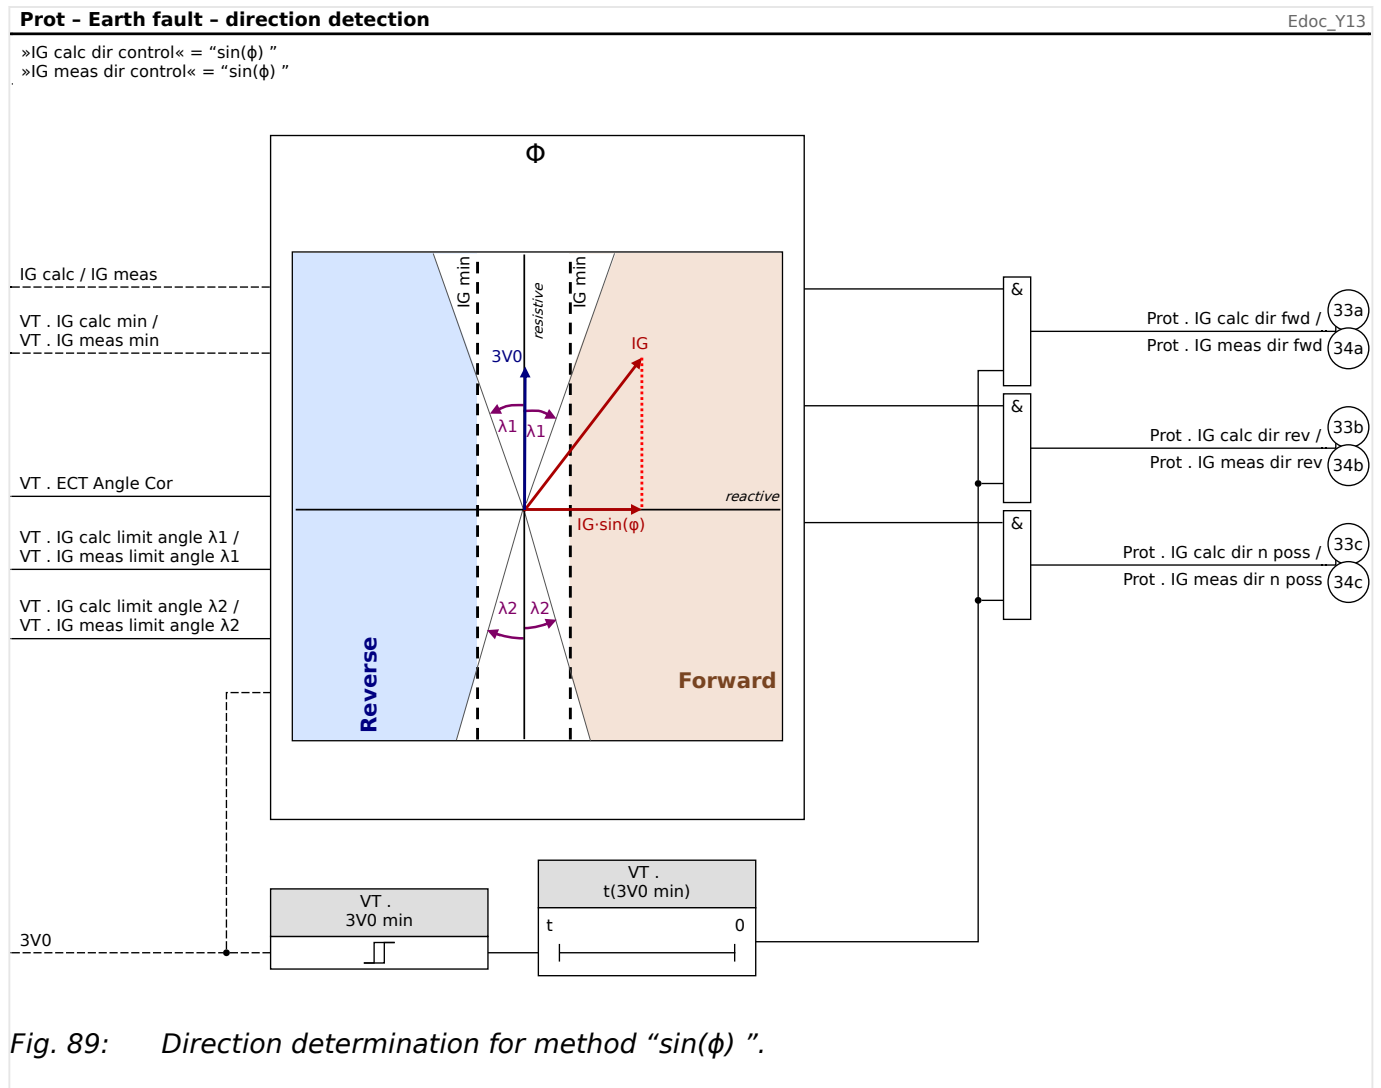 Prot – Earth fault – direction detection
Edoc_Y13
»IG calc dir control« = “sin(ϕ) ”
»IG meas dir control« = “sin(ϕ) ”
Φ
IG calc / IG meas
VT . IG calc min /
VT . IG meas min
VT . ECT Angle Cor
VT . IG calc limit angle λ1 /
VT . IG meas limit angle λ1
VT . IG calc limit angle λ2 /
VT . IG meas limit angle λ2
3V0
IG min
resistive
IG min
3V0
IG
λ1
λ1
reactive
IG·sin(φ)
λ2
λ2
Reverse
Forward
&
Prot . IG calc dir fwd /
33a
Prot . IG meas dir fwd
34a
&
Prot . IG calc dir rev /
33b
Prot . IG meas dir rev
34b
&
Prot . IG calc dir n poss /
33c
Prot . IG meas dir n poss
34c
VT .
3V0 min
VT .
t(3V0 min)
t
0
Fig. 89: Direction determination for method “sin(ϕ) ”.